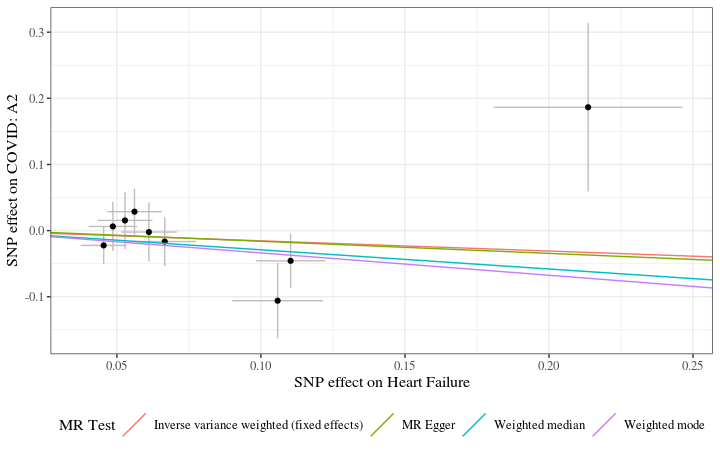 0.3
0.2
0.1
0.0
-0.1
SNP effect on COVID: A2
0.05
0.10
0.15
0.20
0.25
SNP effect on Heart Failure
MR Test
Inverse variance weighted (fixed effects)
MR Egger
Weighted median
Weighted mode